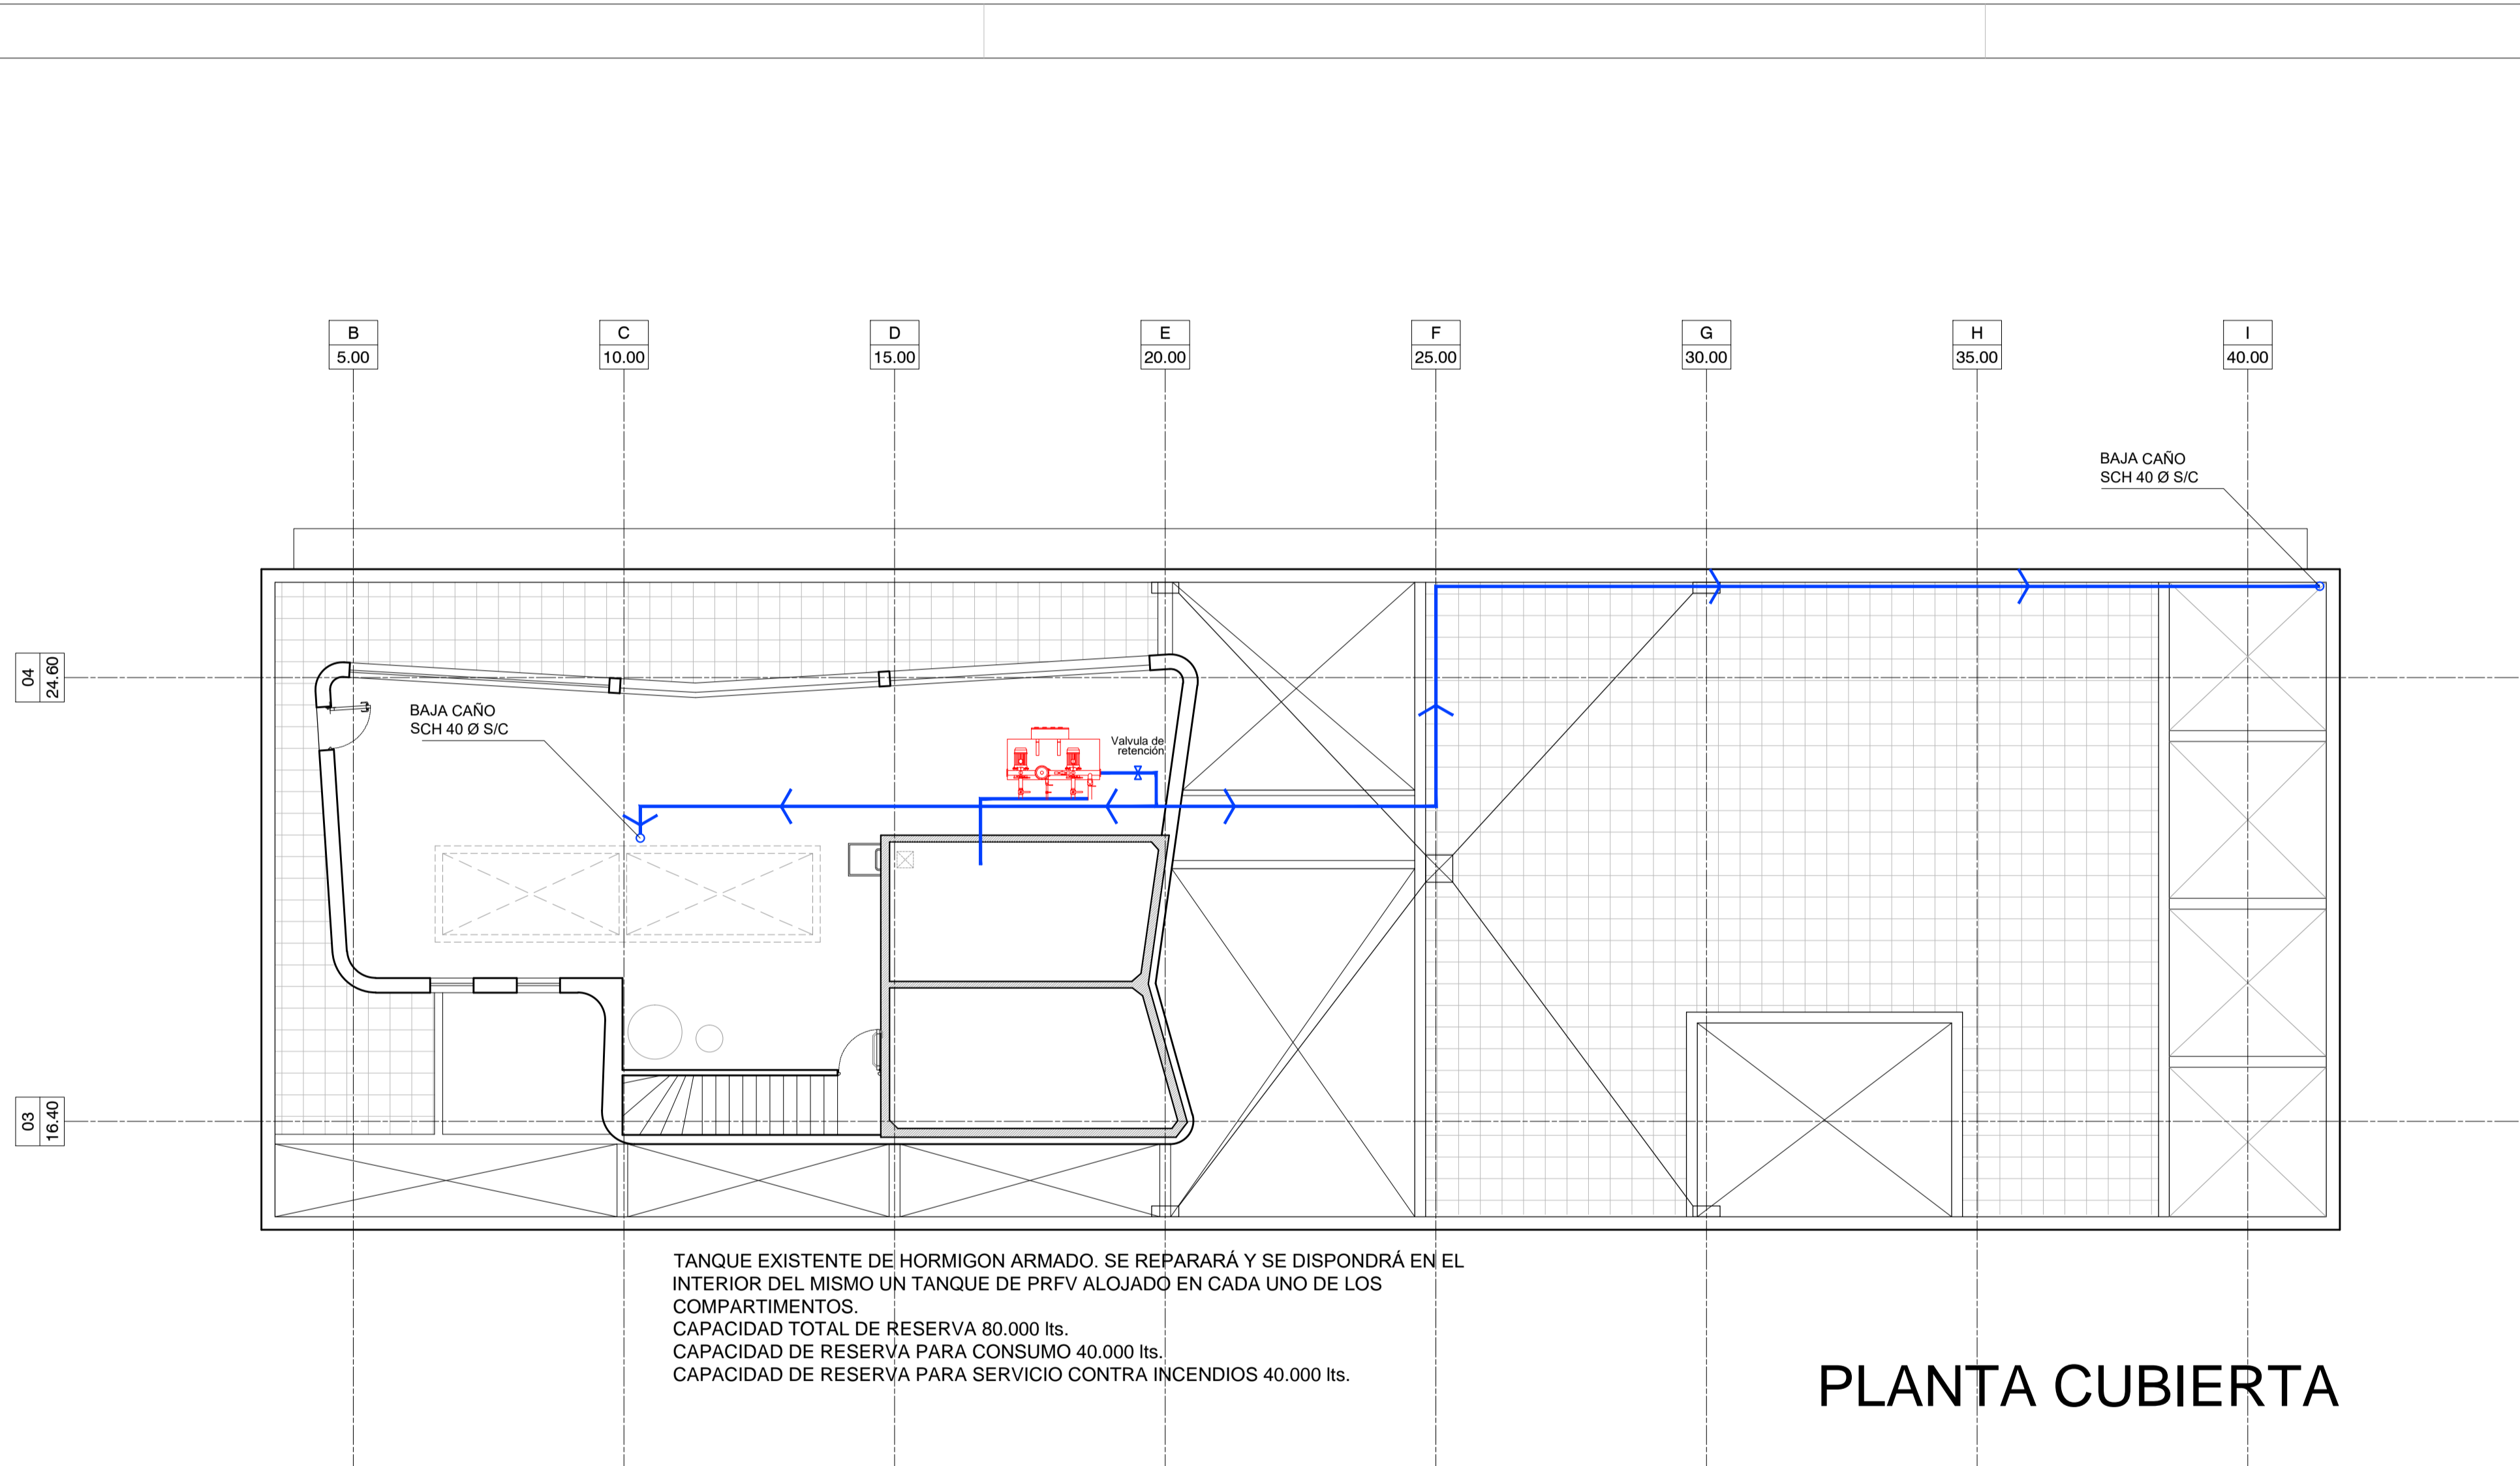 B
5.00
C
10.00
D
15.00
E
20.00
F
25.00
G
30.00
H
35.00
I
40.00
BAJA CAÑO
SCH 40 Ø S/C
04
24.60
BAJA CAÑO
SCH 40 Ø S/C
Valvula de
retención
03
16.40
TANQUE EXISTENTE DE HORMIGON ARMADO. SE REPARARÁ Y SE DISPONDRÁ EN EL
INTERIOR DEL MISMO UN TANQUE DE PRFV ALOJADO EN CADA UNO DE LOS
COMPARTIMENTOS.
CAPACIDAD TOTAL DE RESERVA 80.000 lts.
CAPACIDAD DE RESERVA PARA CONSUMO 40.000 lts.
CAPACIDAD DE RESERVA PARA SERVICIO CONTRA INCENDIOS 40.000 lts.
PLANTA CUBIERTA